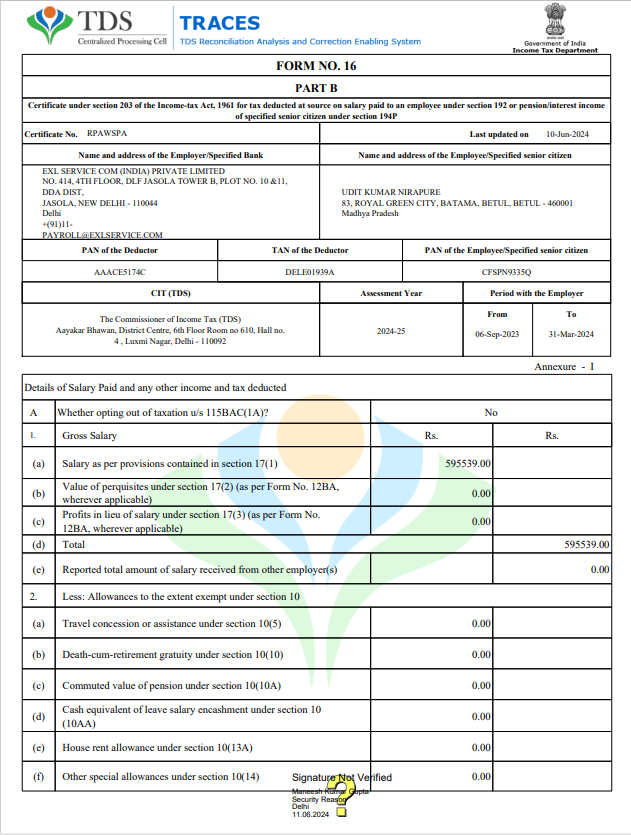 TDS
Centralized Processing Cell
TRACES
TDS Reconciliation Analysis and Correction Enabling System
Government of India
Income Tax Department
FORM NO. 16
PART B
Certificate under section 203 of the Income-tax Act, 1961 for tax deducted at source on salary paid to an employee under section 192 or pension/interest income
of specified senior citizen under section 194P
Certificate No. RPAWSPA Last updated on 10-Jun-2024
Name and address of the Employer/Specified Bank Name and address of the Employee/Specified senior citizen
EXL SERVICE COM (INDIA) PRIVATE LIMITED
NO. 414, 4TH FLOOR, DLF JASOLA TOWER B, PLOT NO. 10 &11,
DDA DIST,
JASOLA, NEW DELHI - 110044
Delhi
+(91)11-
PAYROLL@EXLSERVICE.COM
UDIT KUMAR NIRAPURE
83, ROYAL GREEN CITY, BATAMA, BETUL, BETUL - 460001
Madhya Pradesh
PAN of the Deductor TAN of the Deductor PAN of the Employee/Specified senior citizen
AAACE5174C DELE01939A CFSPN9335Q
CIT (TDS) Assessment Year Period with the Employer
The Commissioner of Income Tax (TDS)
Aayakar Bhawan, District Centre, 6th Floor Room no 610, Hall no.
4 , Luxmi Nagar, Delhi - 110092
2024-25
From To
06-Sep-2023 31-Mar-2024
Annexure - I
Details of Salary Paid and any other income and tax deducted
A Whether opting out of taxation u/s 115BAC(1A)? No
1. Gross Salary Rs. Rs.
(a) Salary as per provisions contained in section 17(1) 595539.00
(b) Value of perquisites under section 17(2) (as per Form No. 12BA,
wherever applicable) 0.00
(c) Profits in lieu of salary under section 17(3) (as per Form No.
12BA, wherever applicable) 0.00
(d) Total 595539.00
(e) Reported total amount of salary received from other employer(s) 0.00
2. Less: Allowances to the extent exempt under section 10
(a) Travel concession or assistance under section 10(5) 0.00
(b) Death-cum-retirement gratuity under section 10(10) 0.00
(c) Commuted value of pension under section 10(10A) 0.00
(d) Cash equivalent of leave salary encashment under section 10
(10AA) 0.00
(e) House rent allowance under section 10(13A) 0.00
(f) Other special allowances under section 10(14) 0.00
Signature Not Verified
Maneesh Kumar Gupta
Security Reason
Delhi
11.06.2024